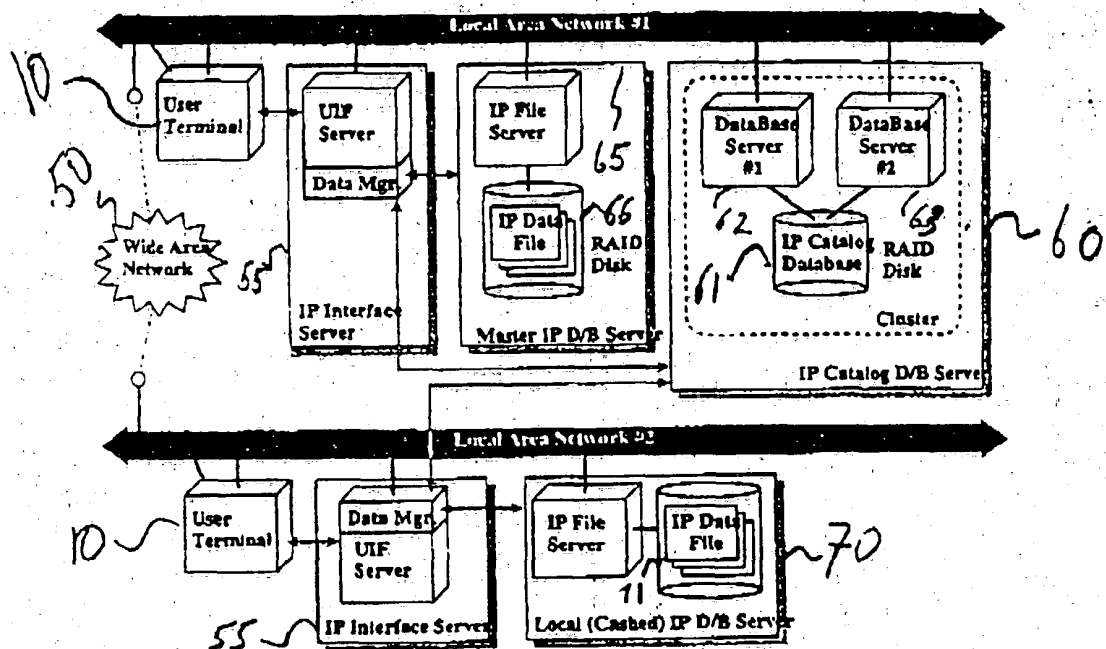 Local Area Network #1
10
User
Terminal
UIF
Server
Data Mgr.
IP Interface
Server
55
IP File
Server
65
IP Data
File
66
RAID
Disk
Master IP D/B Server
DataBase
Server
#1
DataBase
Server
#2
62
63
IP Catalog
Database
61
RAID
Disk
Cluster
IP Catalog D/B Server
60
50
Wide Area
Network
Local Area Network #2
10
User
Terminal
Data Mgr.
UIF
Server
IP Interface Server
55
IP File
Server
IP Data
File
11
70
Local (Cashed) IP D/B Server